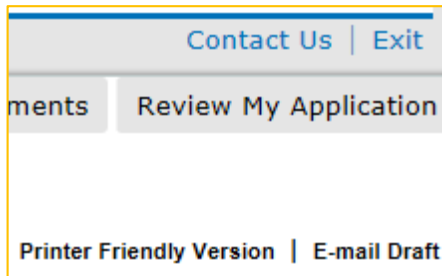 Contact Us | Exit
ments Review My Application
Printer Friendly Version | E-mail Draft